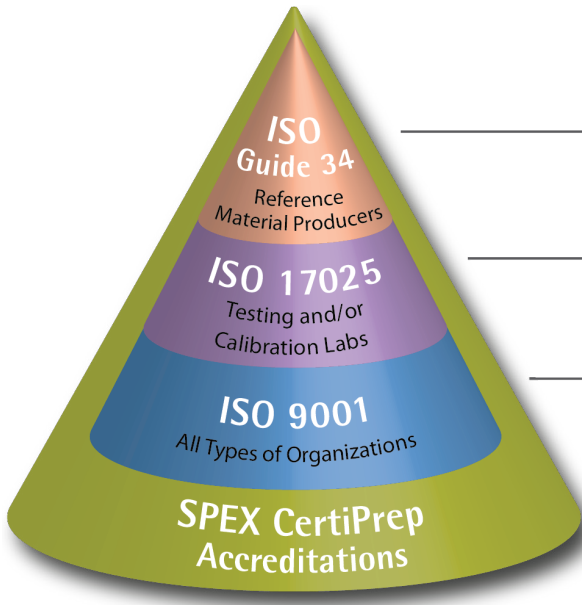 ISO
Guide 34
Reference
Material Producers
ISO 17025
Testing and/or
Calibration Labs
ISO 9001
All Types of Organizations
SPEX CertiPrep
Accreditations